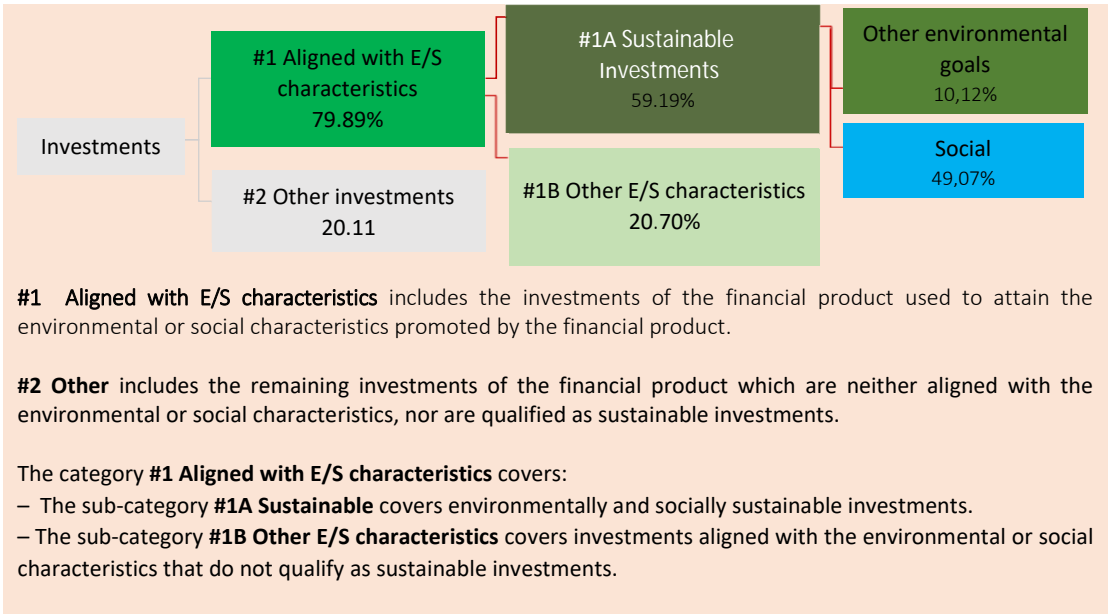 Investments
#1 Aligned with E/S
characteristics
79.89%
#2 Other investments
20.11
#1A Sustainable
Investments
59.19%
#1B Other E/S characteristics
20.70%
Other environmental
goals
10,12%
Social
49,07%
#1 Aligned with E/S characteristics includes the investments of the financial product used to attain the
environmental or social characteristics promoted by the financial product.
#2 Other includes the remaining investments of the financial product which are neither aligned with the
environmental or social characteristics, nor are qualified as sustainable investments.
The category #1 Aligned with E/S characteristics covers:
– The sub-category #1A Sustainable covers environmentally and socially sustainable investments.
– The sub-category #1B Other E/S characteristics covers investments aligned with the environmental or social
characteristics that do not qualify as sustainable investments.